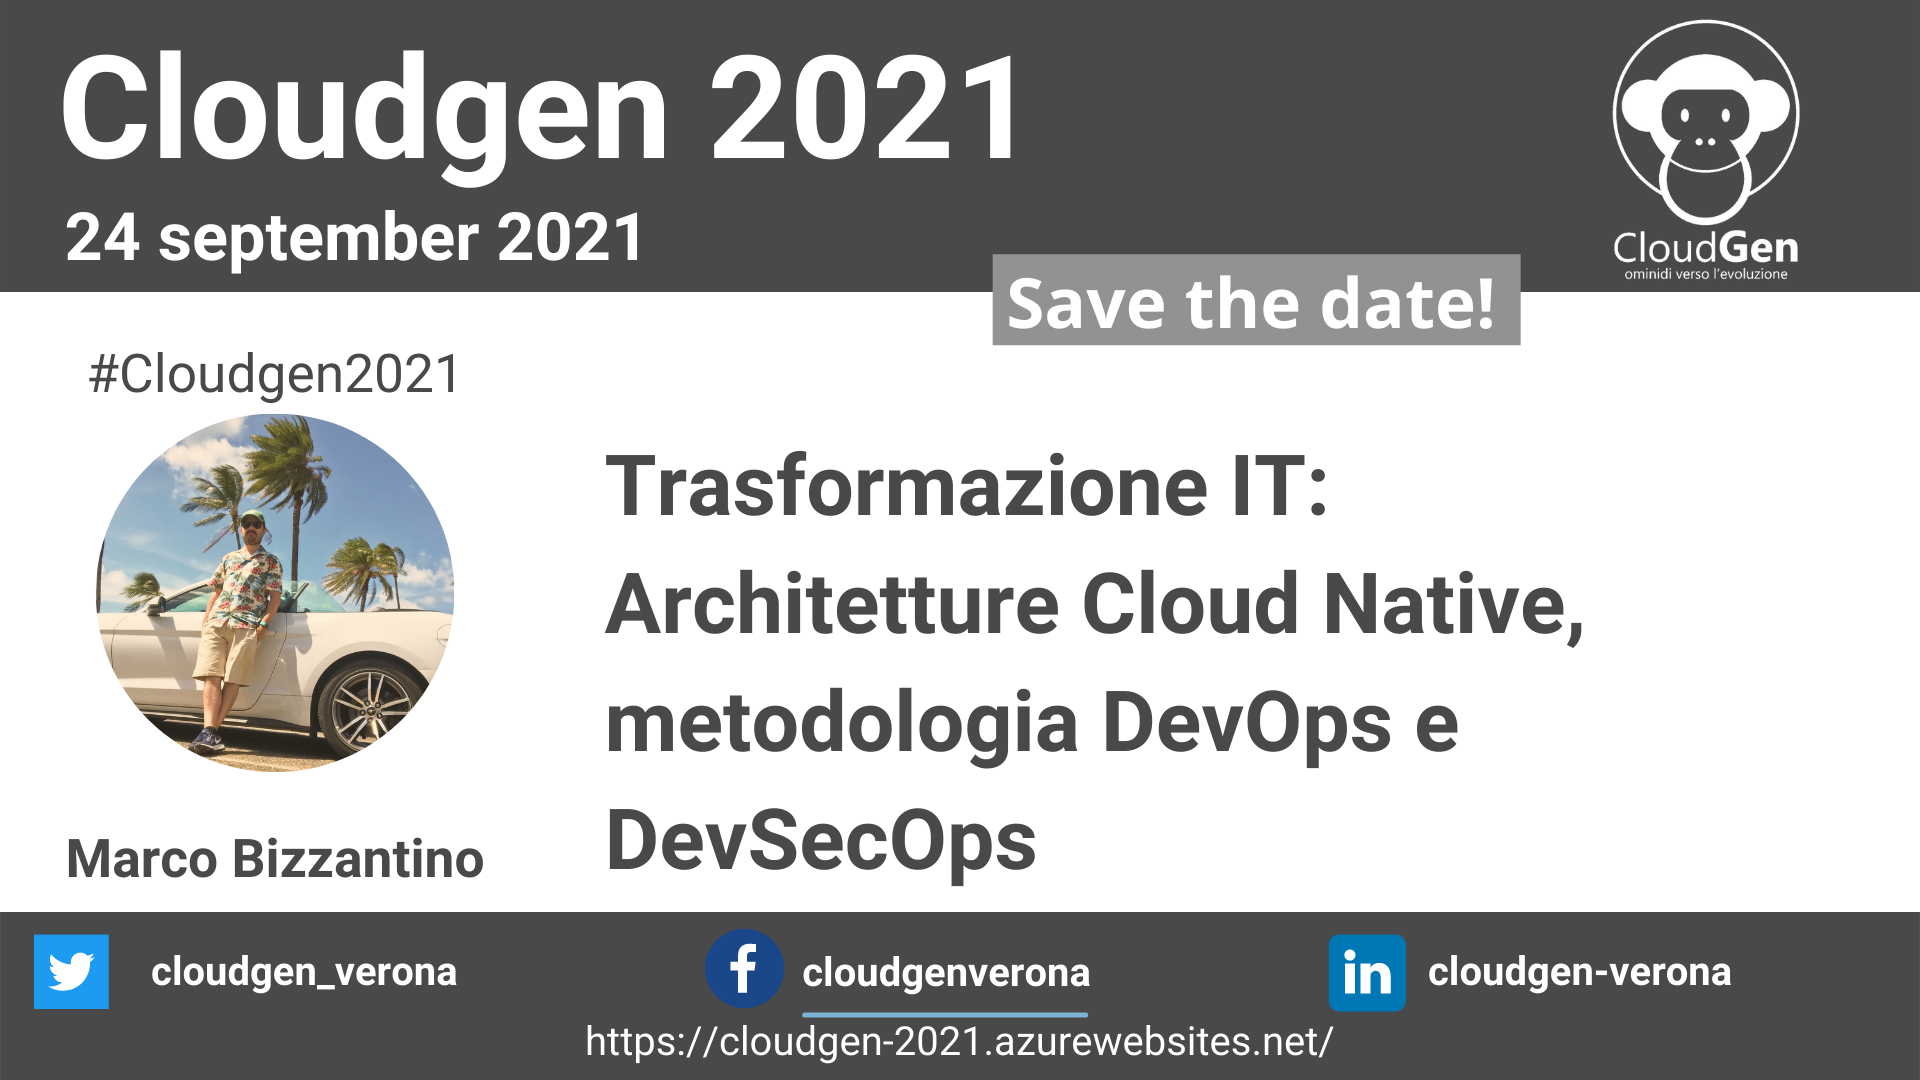 Cloudgen 2021
24 september 2021
CloudGen
ominidi verso l'evoluzione
Save the date!
#Cloudgen2021
Trasformazione IT:
Architetture Cloud Native,
metodologia DevOps e
DevSecOps
Marco Bizzantino
cloudgen_verona
cloudgenverona
cloudgen-verona
https://cloudgen-2021.azurewebsites.net/